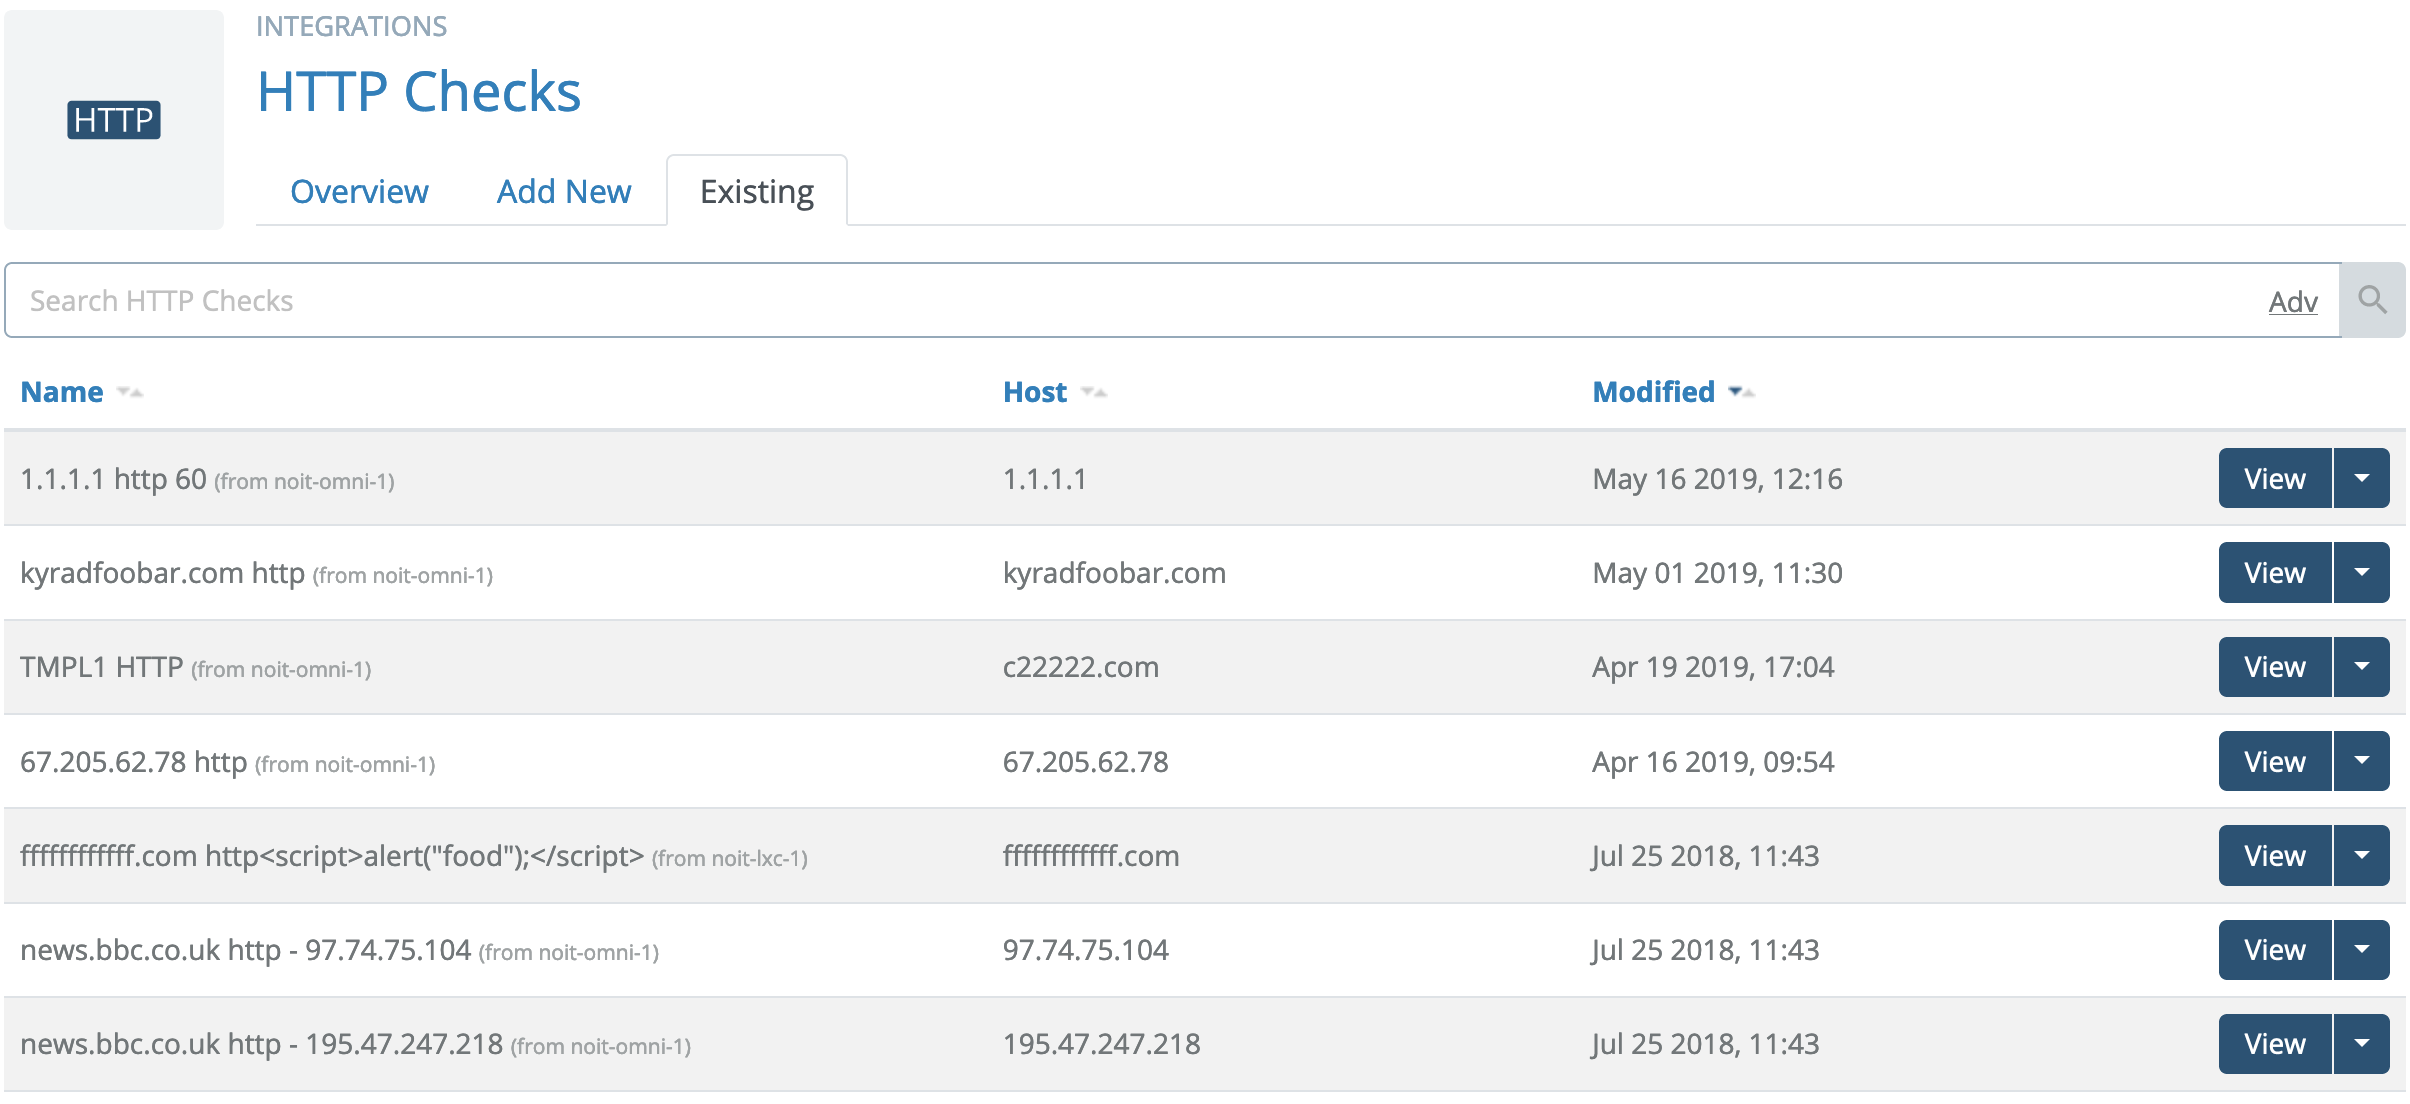 INTEGRATIONS
HTTP
HTTP Checks
Overview Add New Existing
Search HTTP Checks Adv
Name Host Modified
1.1.1.1 http 60 (from noit-omni-1) 1.1.1.1 May 16 2019, 12:16 View
kyradfoobar.com http (from noit-omni-1) kyradfoobar.com May 01 2019, 11:30 View
TMPL1 HTTP (from noit-omni-1) c22222.com Apr 19 2019, 17:04 View
67.205.62.78 http (from noit-omni-1) 67.205.62.78 Apr 16 2019, 09:54 View
ffffffffffff.com http<script>alert("food");</script> (from noit-lxc-1) ffffffffffff.com Jul 25 2018, 11:43 View
news.bbc.co.uk http - 97.74.75.104 (from noit-omni-1) 97.74.75.104 Jul 25 2018, 11:43 View
news.bbc.co.uk http - 195.47.247.218 (from noit-omni-1) 195.47.247.218 Jul 25 2018, 11:43 View